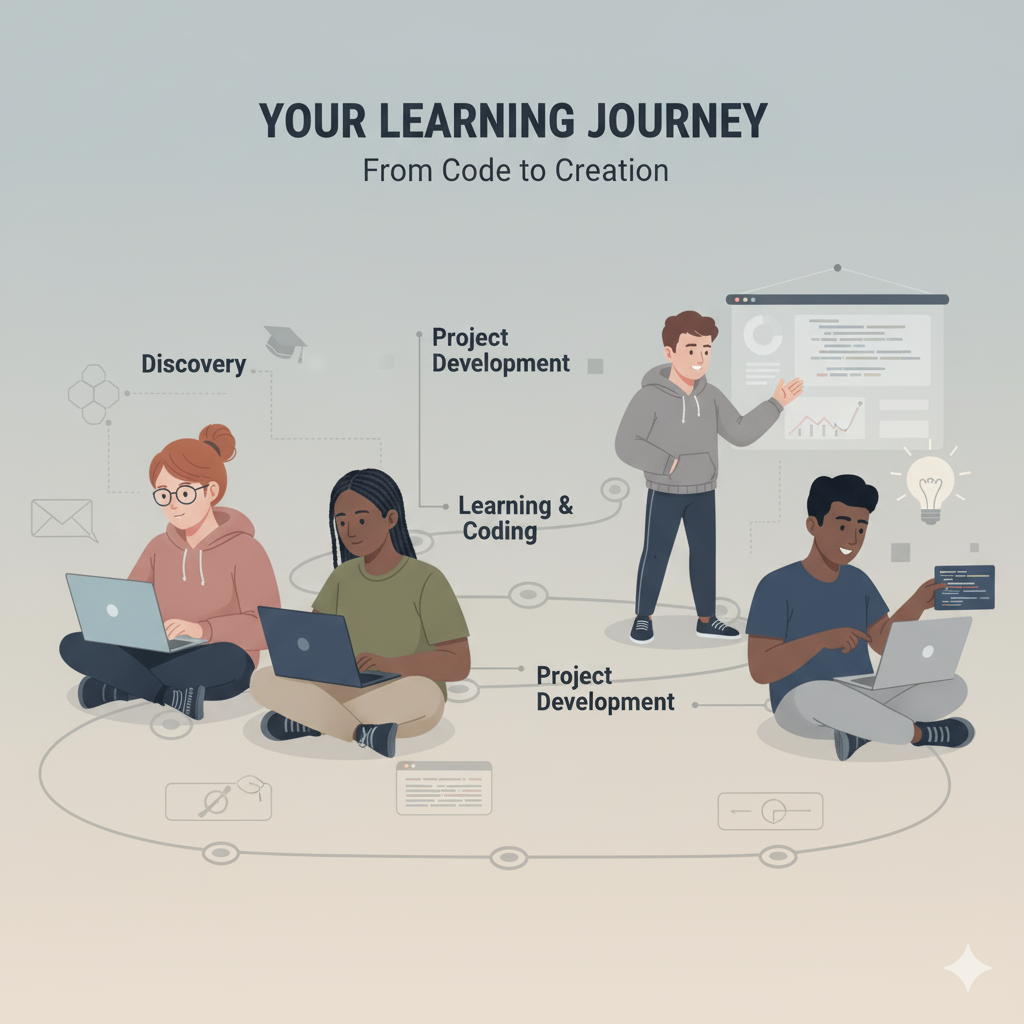 YOUR LEARNING JOURNEY
From Code to Creation
Discovery
Project
Development
Learning &
Coding
Project
Development